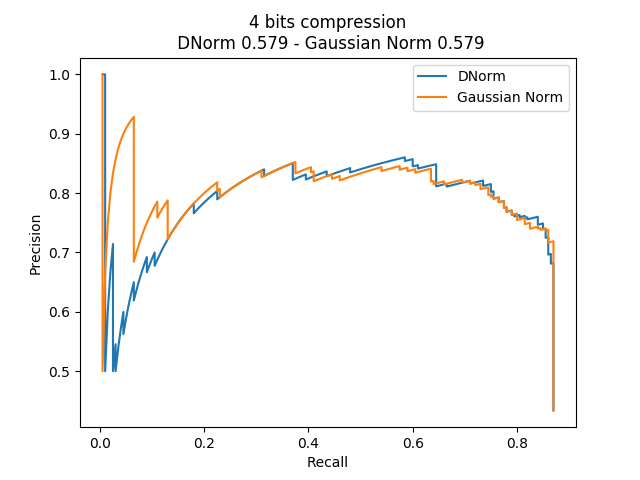 4 bits compression
DNorm 0.579 - Gaussian Norm 0.579
DNorm
Gaussian Norm
1.0
0.9
0.8
0.7
0.6
0.5
Precision
0.0 0.2 0.4 0.6 0.8
Recall